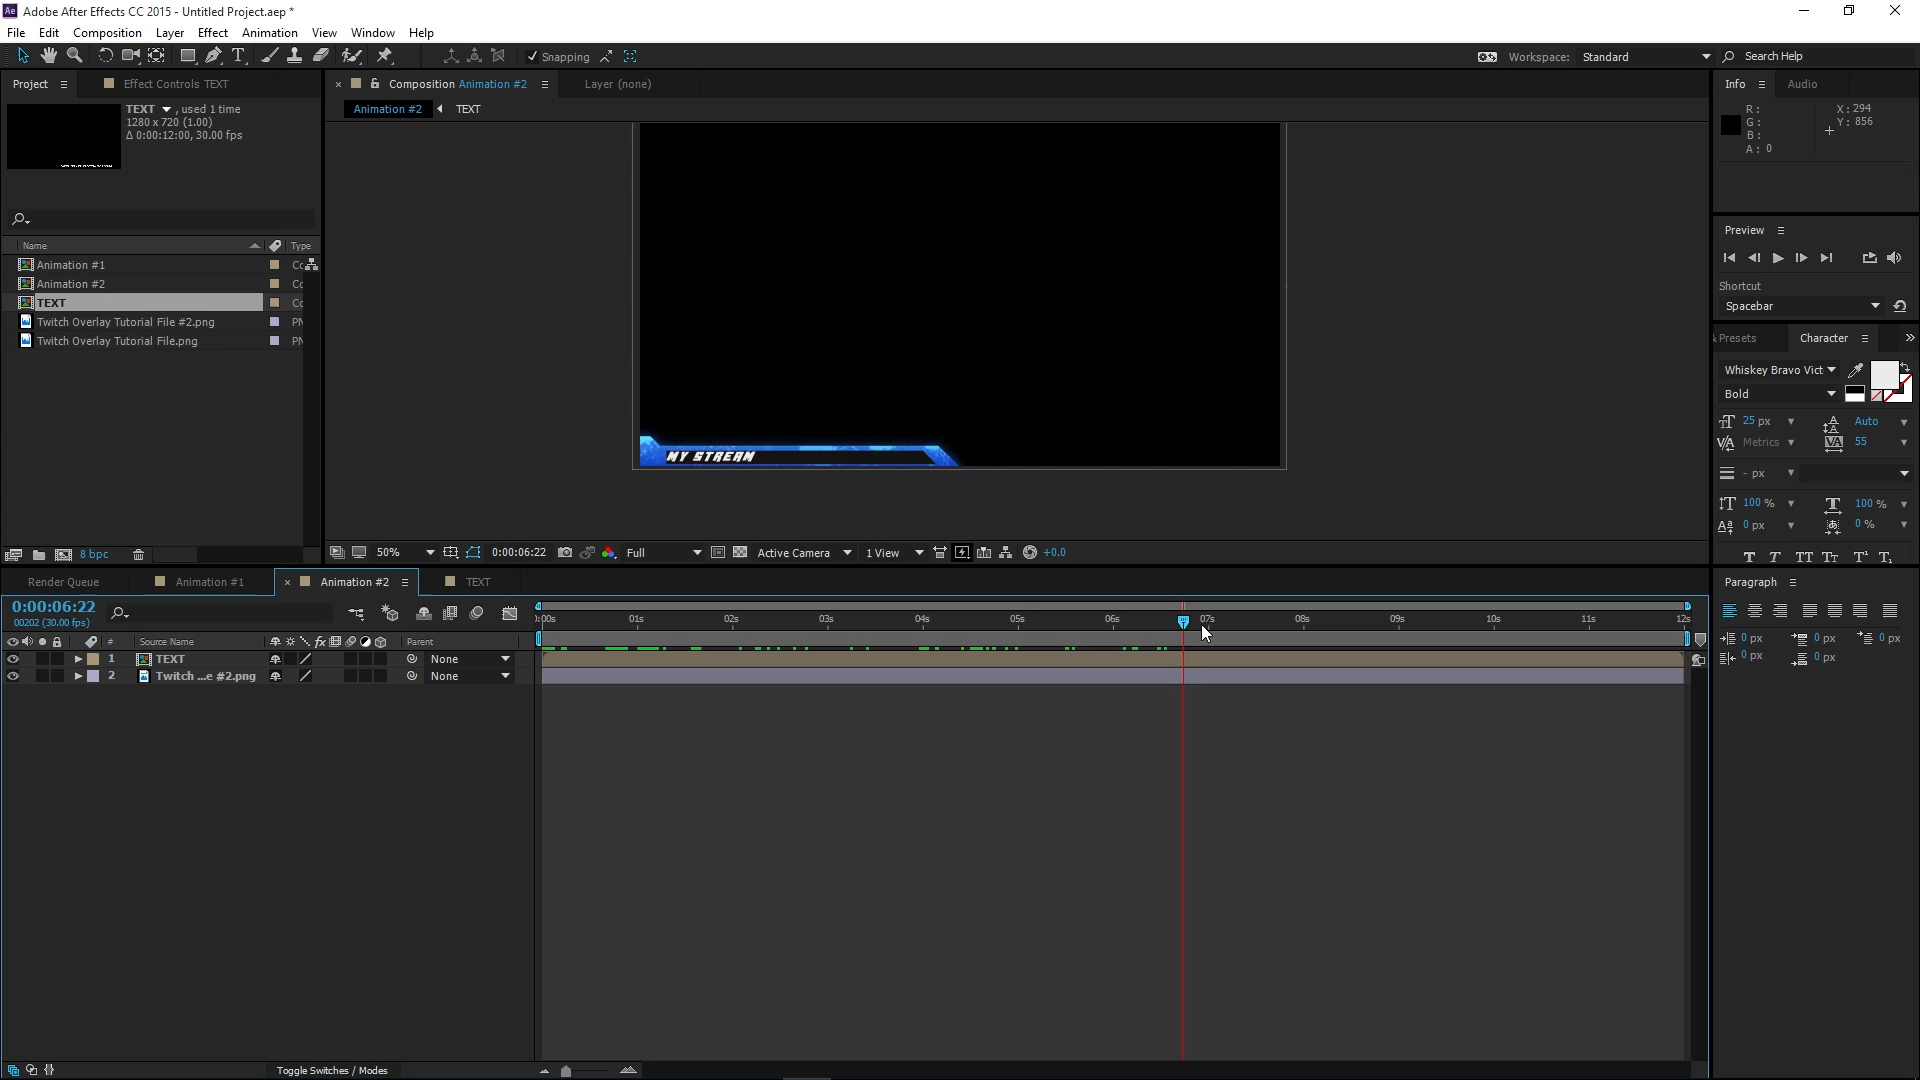 Ae Adobe After Effects CC 2015 - Untitled Project.aep *
File Edit Composition Layer Effect Animation View Window Help
Snapping
Workspace: Standard
Search Help
Project
Effect Controls TEXT
Composition Animation #2
Layer (none)
Info
Audio
Animation #2 TEXT
TEXT , used 1 time
1280 x 720 (1.00)
Δ 0:00:12:00, 30.00 fps
R:
G:
B:
A: 0
X: 294
Y: 856
Name Type
Animation #1
Animation #2
TEXT
Twitch Overlay Tutorial File #2.png PN
Twitch Overlay Tutorial File.png PN
MY STREAM
Preview
Shortcut
Spacebar
& Presets
Character
Whiskey Bravo Vict
Bold
25 px Auto
Metrics 55
- px
100 % 100 %
0 px 0 %
8 bpc
50% 0:00:06:22 Full Active Camera 1 View +0.0
Render Queue
Animation #1
Animation #2
TEXT
0:00:06:22
00202 (30.00 fps)
:00s 01s 02s 03s 04s 05s 06s 07s 08s 09s 10s 11s 12s
# Source Name fx Parent
1 TEXT None
2 Twitch ...e #2.png None
Paragraph
0 px 0 px 0 px
0 px 0 px
Toggle Switches / Modes